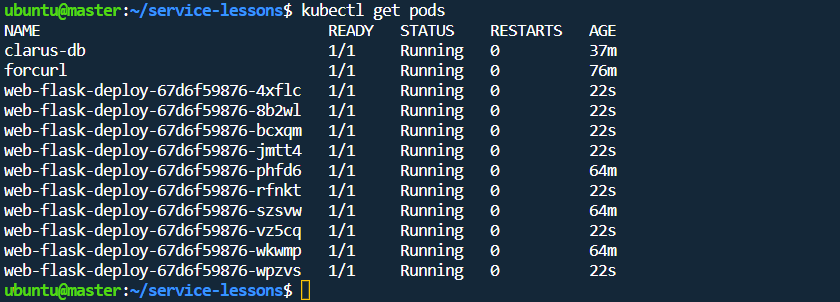 ubuntu@master:~/service-lessons$ kubectl get pods
NAME READY STATUS RESTARTS AGE
clarus-db 1/1 Running 0 37m
forcurl 1/1 Running 0 76m
web-flask-deploy-67d6f59876-4xflc 1/1 Running 0 22s
web-flask-deploy-67d6f59876-8b2wl 1/1 Running 0 22s
web-flask-deploy-67d6f59876-bcxqm 1/1 Running 0 22s
web-flask-deploy-67d6f59876-jmtt4 1/1 Running 0 22s
web-flask-deploy-67d6f59876-phfd6 1/1 Running 0 64m
web-flask-deploy-67d6f59876-rfnkt 1/1 Running 0 22s
web-flask-deploy-67d6f59876-szsvw 1/1 Running 0 64m
web-flask-deploy-67d6f59876-vz5cq 1/1 Running 0 22s
web-flask-deploy-67d6f59876-wkwmp 1/1 Running 0 64m
web-flask-deploy-67d6f59876-wpzvs 1/1 Running 0 22s
ubuntu@master:~/service-lessons$